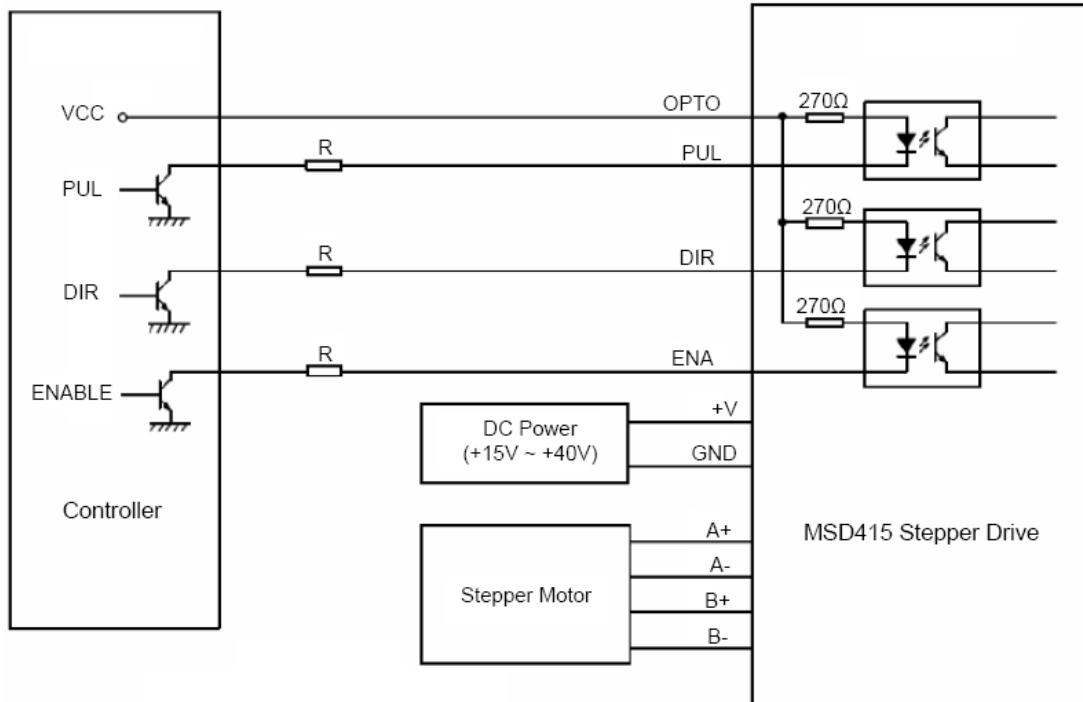 VCC
OPTO
270Ω
R
PUL
PUL
270Ω
R
DIR
DIR
270Ω
R
ENA
ENABLE
DC Power
(+15V ~ +40V)
+V
GND
Controller
MSD415 Stepper Drive
Stepper Motor
A+
A-
B+
B-